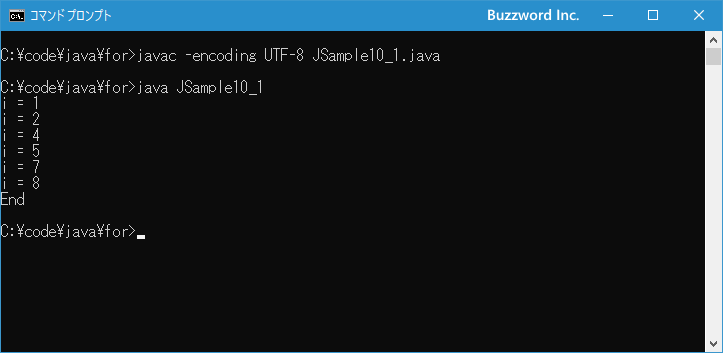 コマンドプロンプト
Buzzword Inc.
C:¥code¥java¥for>javac -encoding UTF-8 JSample10_1.java
C:¥code¥java¥for>java JSample10_1
i = 1
i = 2
i = 4
i = 5
i = 7
i = 8
End
C:¥code¥java¥for>